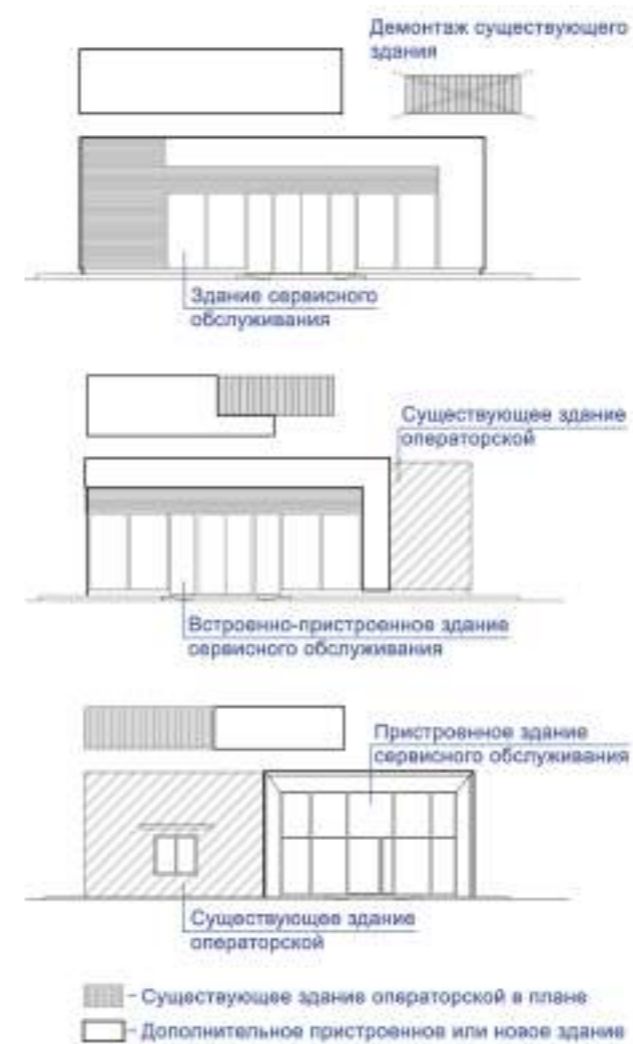 Демонтаж существующего
здания
Здание сервисного
обслуживания
Существующее здание
операторской
Встроенно-пристроенное здание
сервисного обслуживания
Пристроенное здание
сервисного обслуживания
Существующее здание
операторской
- Существующее здание операторской в плане
- Дополнительное пристроенное или новое здание